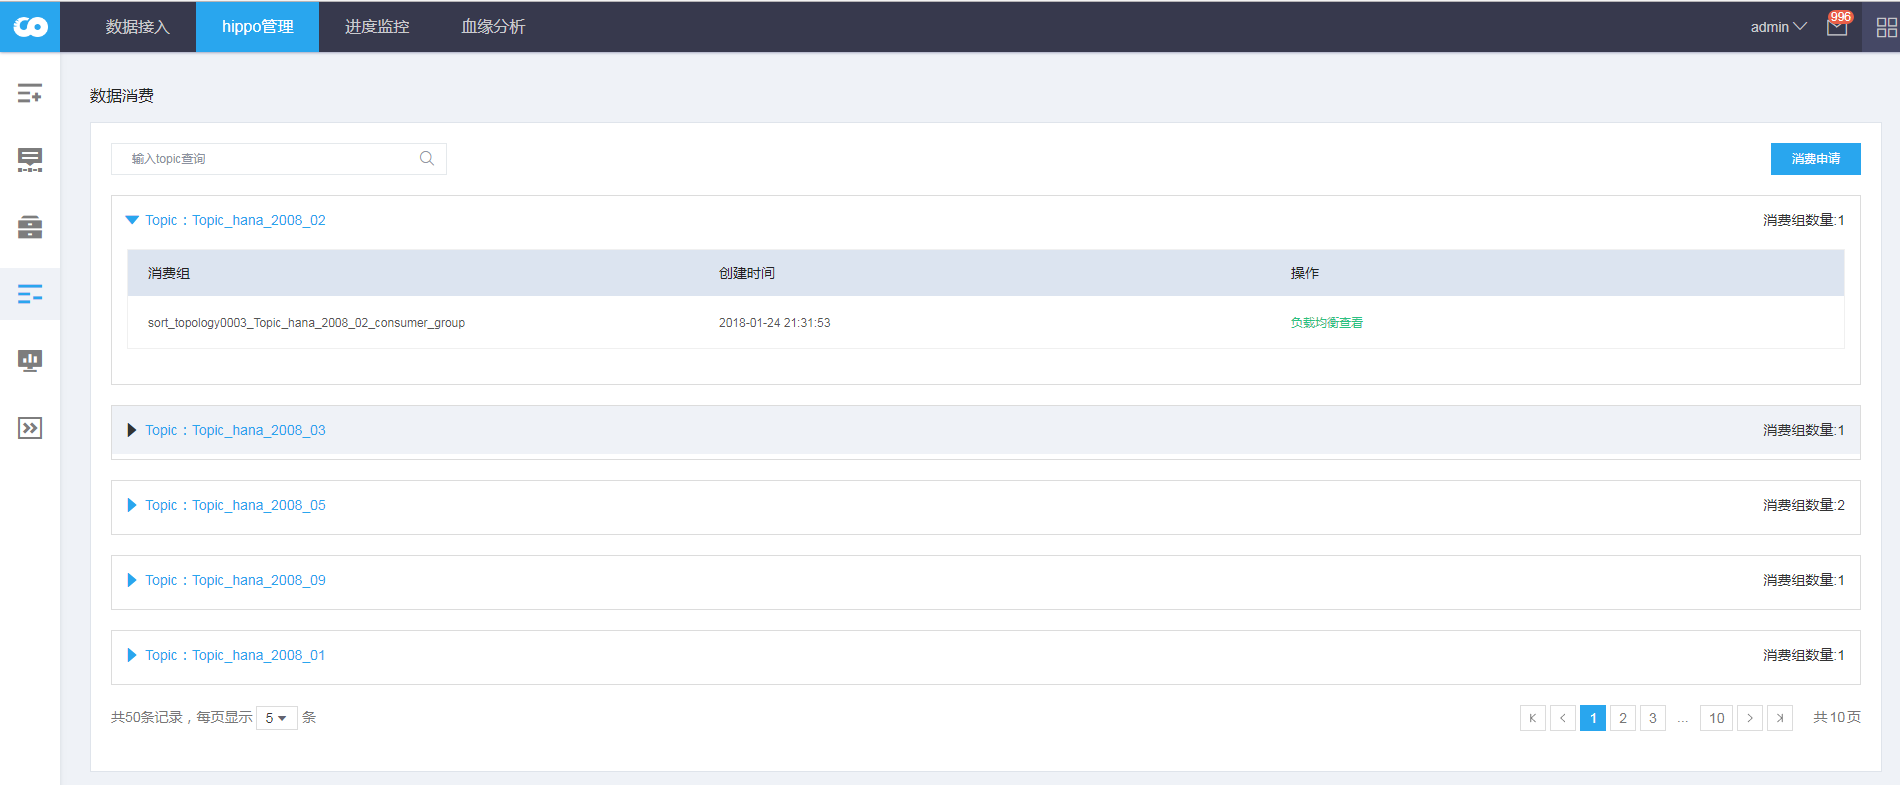 数据接入 hippo管理 进度监控 血缘分析 admin 996
数据消费
输入topic查询 消费申请
Topic：Topic_hana_2008_02 消费组数量:1
消费组 创建时间 操作
sort_topology0003_Topic_hana_2008_02_consumer_group 2018-01-24 21:31:53 负载均衡查看
Topic：Topic_hana_2008_03 消费组数量:1
Topic：Topic_hana_2008_05 消费组数量:2
Topic：Topic_hana_2008_09 消费组数量:1
Topic：Topic_hana_2008_01 消费组数量:1
共50条记录，每页显示 5 条 1 2 3 ... 10 共10页